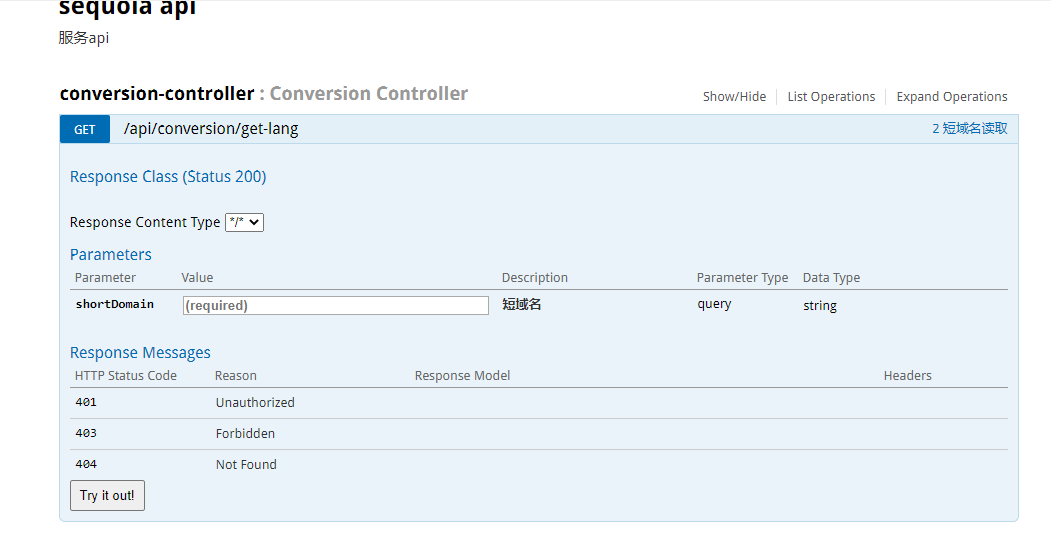 sequoia api
服务api
conversion-controller : Conversion Controller
Show/Hide List Operations Expand Operations
GET /api/conversion/get-lang 2 短域名读取
Response Class (Status 200)
Response Content Type */*
Parameters
Parameter Value Description Parameter Type Data Type
shortDomain (required) 短域名 query string
Response Messages
HTTP Status Code Reason Response Model Headers
401 Unauthorized
403 Forbidden
404 Not Found
Try it out!